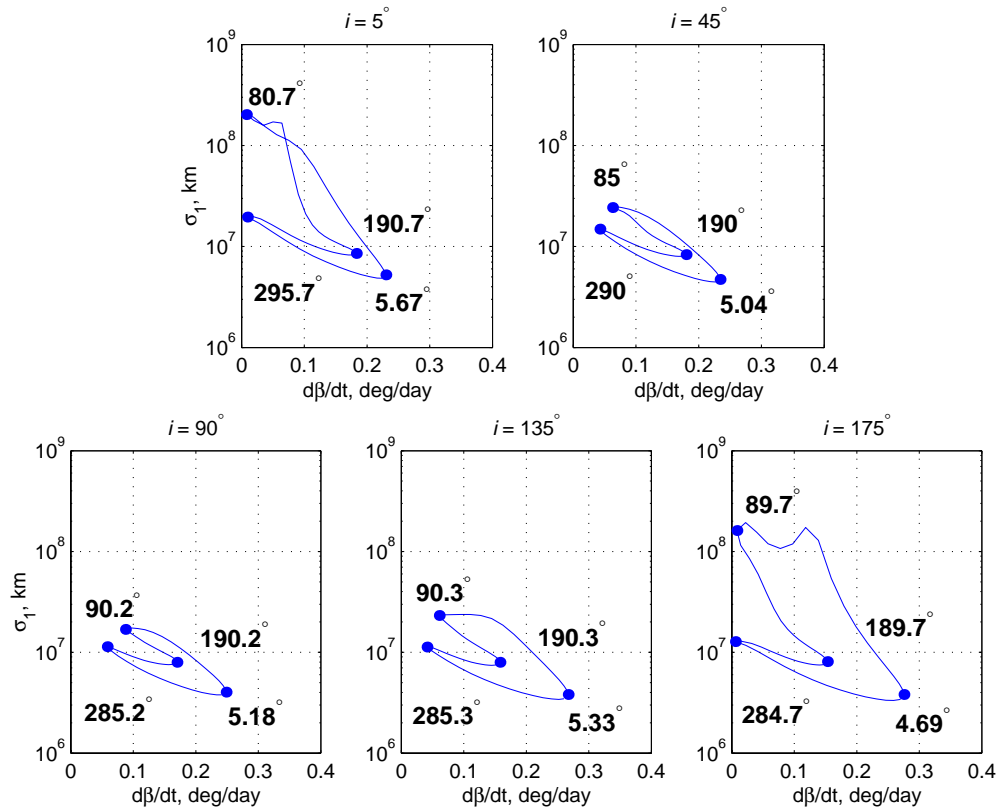 i = 5°
10⁹
10⁸
10⁷
10⁶
σ₁, km
80.7°
190.7°
295.7°
5.67°
0 0.1 0.2 0.3 0.4
dβ/dt, deg/day
i = 45°
10⁹
10⁸
10⁷
10⁶
85°
190°
290°
5.04°
0 0.1 0.2 0.3 0.4
dβ/dt, deg/day
i = 90°
10⁹
10⁸
10⁷
10⁶
σ₁, km
90.2°
190.2°
285.2°
5.18°
0 0.1 0.2 0.3 0.4
dβ/dt, deg/day
i = 135°
10⁹
10⁸
10⁷
10⁶
90.3°
190.3°
285.3°
5.33°
0 0.1 0.2 0.3 0.4
dβ/dt, deg/day
i = 175°
10⁹
10⁸
10⁷
10⁶
89.7°
189.7°
284.7°
4.69°
0 0.1 0.2 0.3 0.4
dβ/dt, deg/day